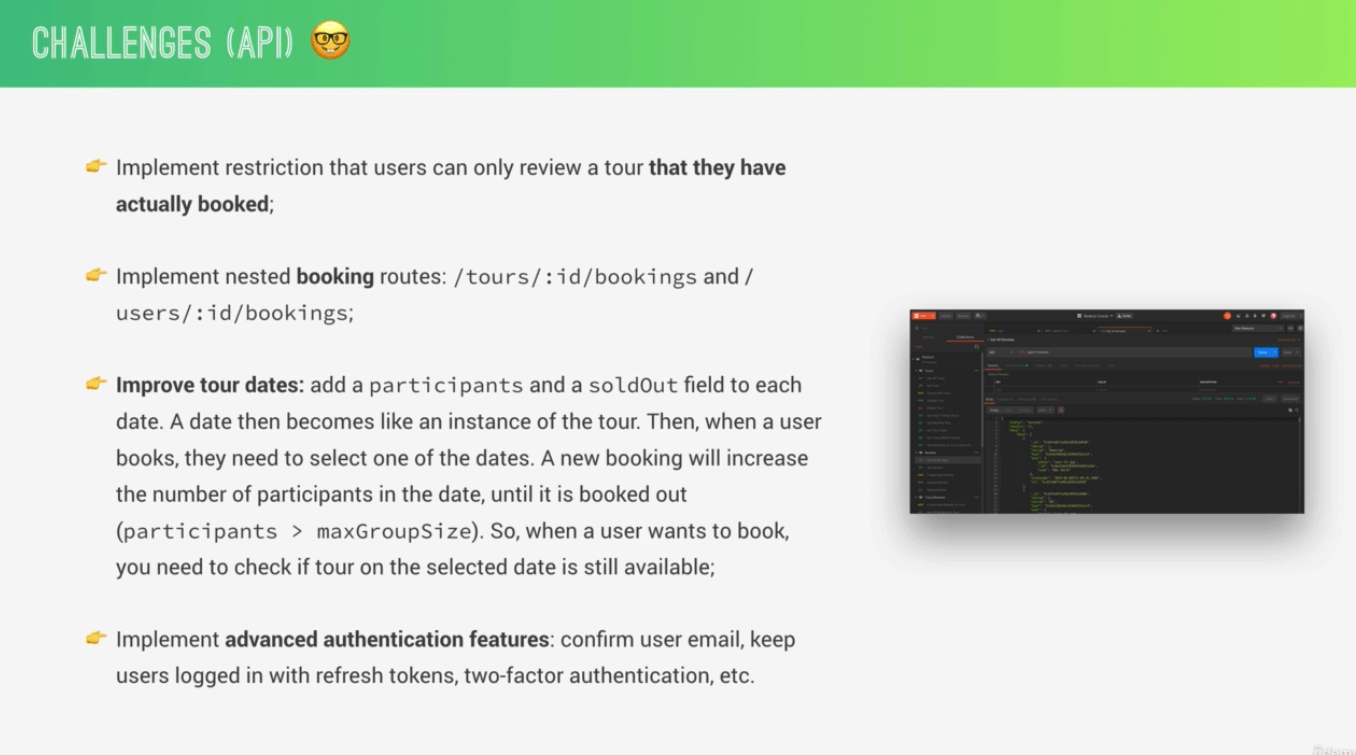 CHALLENGES (API)
Implement restriction that users can only review a tour that they have
actually booked;
Implement nested booking routes: /tours/:id/bookings and /
users/:id/bookings;
Improve tour dates: add a participants and a soldOut field to each
date. A date then becomes like an instance of the tour. Then, when a user
books, they need to select one of the dates. A new booking will increase
the number of participants in the date, until it is booked out
(participants > maxGroupSize). So, when a user wants to book,
you need to check if tour on the selected date is still available;
Implement advanced authentication features: confirm user email, keep
users logged in with refresh tokens, two-factor authentication, etc.